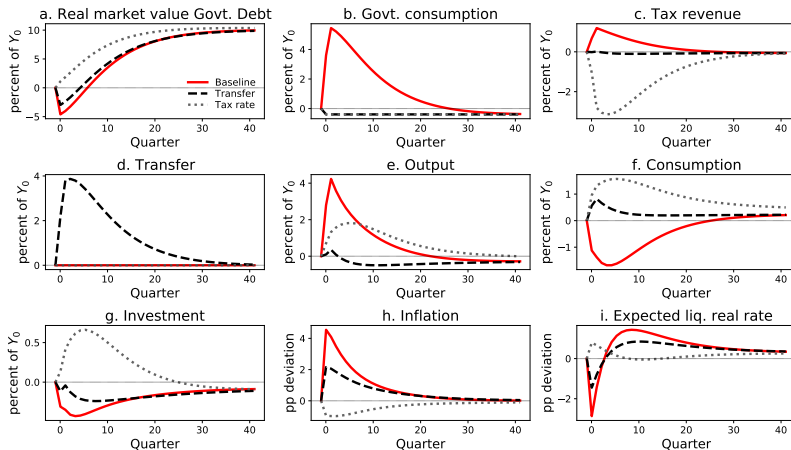 a. Real market value Govt. Debt
percent of Y0
10
5
0
−5
Baseline
Transfer
Tax rate
0 10 20 30 40
Quarter
b. Govt. consumption
percent of Y0
4
2
0
0 10 20 30 40
Quarter
c. Tax revenue
percent of Y0
0
−2
0 10 20 30 40
Quarter
d. Transfer
percent of Y0
4
2
0
0 10 20 30 40
Quarter
e. Output
percent of Y0
4
2
0
0 10 20 30 40
Quarter
f. Consumption
percent of Y0
1
0
−1
0 10 20 30 40
Quarter
g. Investment
percent of Y0
0.5
0.0
0 10 20 30 40
Quarter
h. Inflation
pp deviation
4
2
0
0 10 20 30 40
Quarter
i. Expected liq. real rate
pp deviation
0
−2
0 10 20 30 40
Quarter